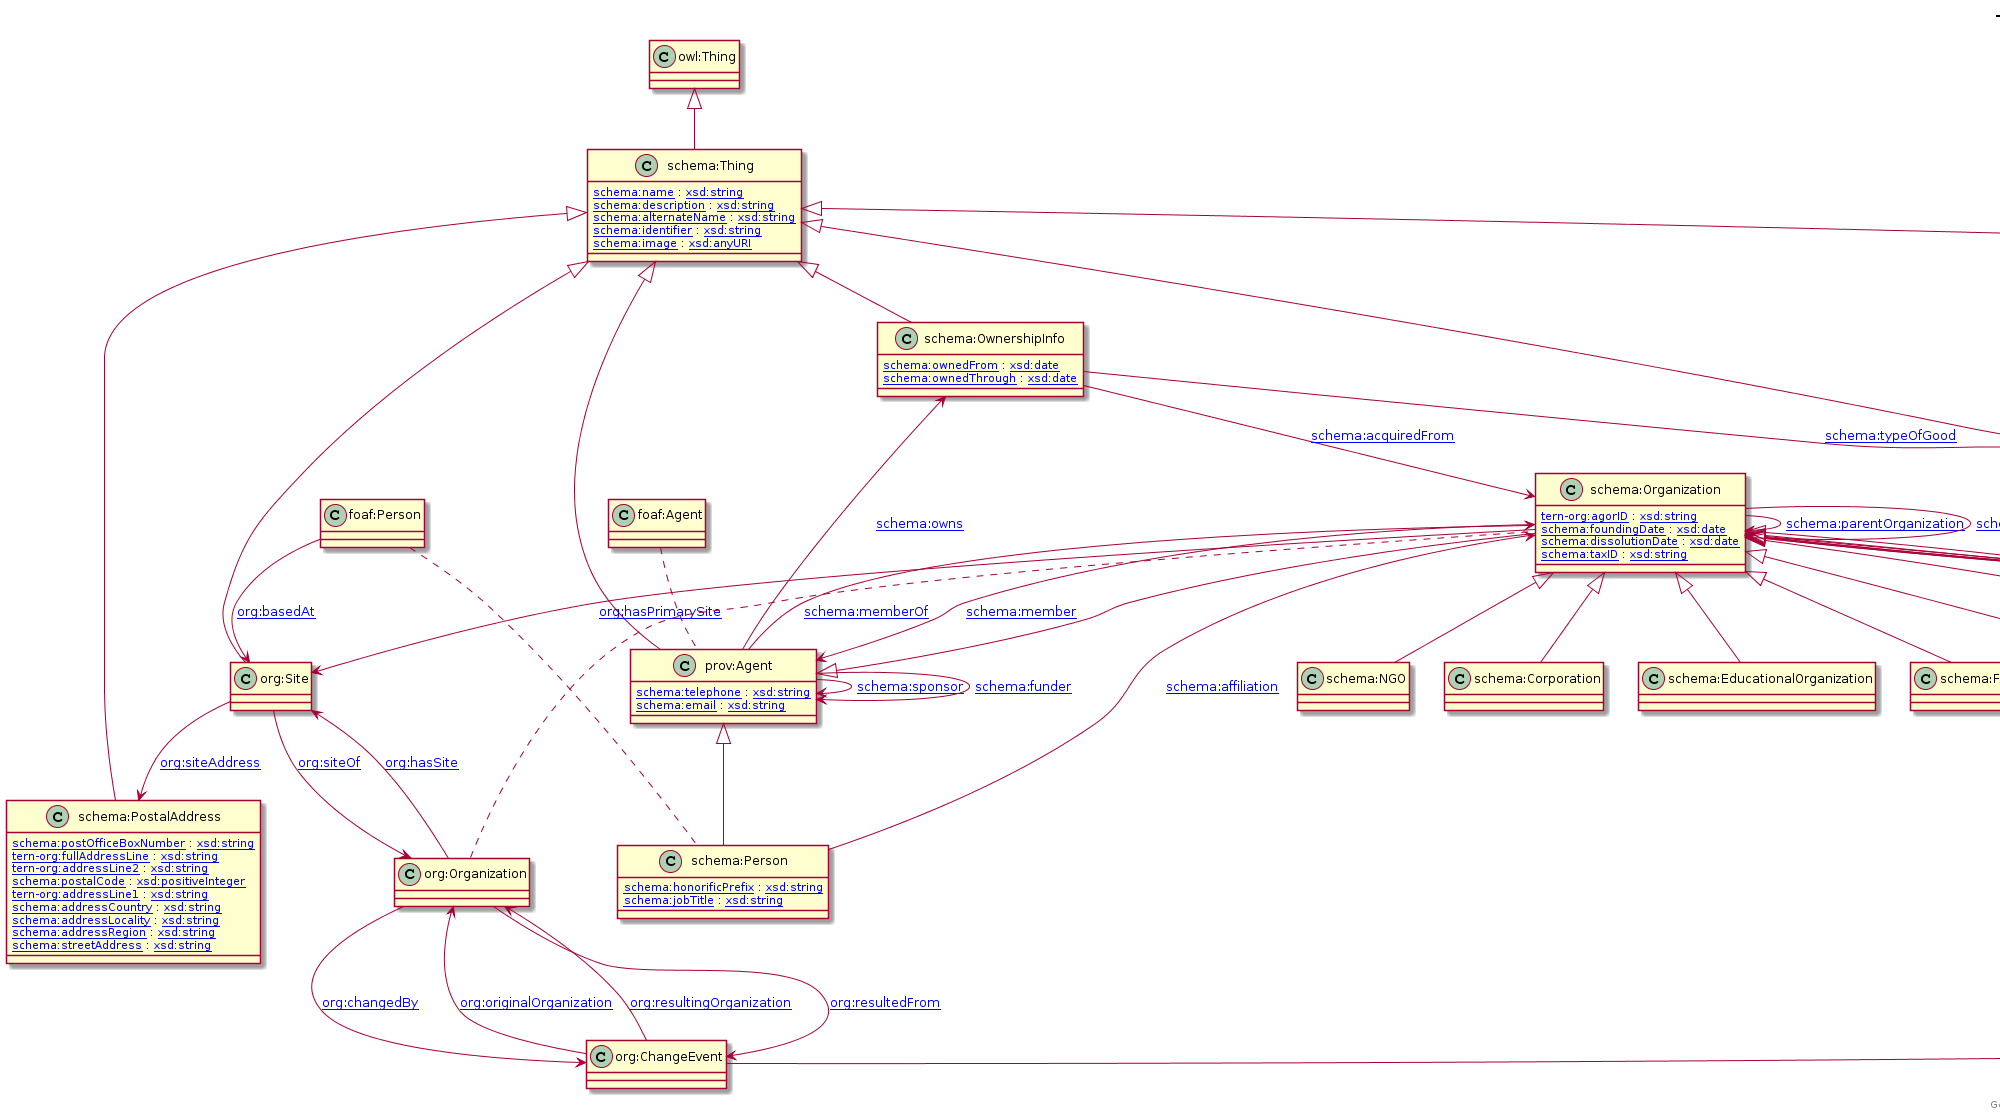 C owl:Thing
C schema:Thing
schema:name : xsd:string
schema:description : xsd:string
schema:alternateName : xsd:string
schema:identifier : xsd:string
schema:image : xsd:anyURI
C schema:OwnershipInfo
schema:ownedFrom : xsd:date
schema:ownedThrough : xsd:date
schema:acquiredFrom
schema:typeOfGood
C foaf:Person
C foaf:Agent
schema:owns
C schema:Organization
tern-org:agorID : xsd:string
schema:foundingDate : xsd:date
schema:dissolutionDate : xsd:date
schema:taxID : xsd:string
schema:parentOrganization
org:basedAt
org:hasPrimarySite
schema:memberOf
schema:member
C org:Site
C prov:Agent
schema:telephone : xsd:string
schema:email : xsd:string
schema:sponsor
schema:funder
schema:affiliation
C schema:NGO
C schema:Corporation
C schema:EducationalOrganization
C schema:F
org:siteAddress
org:siteOf
org:hasSite
C schema:PostalAddress
schema:postOfficeBoxNumber : xsd:string
tern-org:fullAddressLine : xsd:string
tern-org:addressLine2 : xsd:string
schema:postalCode : xsd:positiveInteger
tern-org:addressLine1 : xsd:string
schema:addressCountry : xsd:string
schema:addressLocality : xsd:string
schema:addressRegion : xsd:string
schema:streetAddress : xsd:string
C org:Organization
C schema:Person
schema:honorificPrefix : xsd:string
schema:jobTitle : xsd:string
org:changedBy
org:originalOrganization
org:resultingOrganization
org:resultedFrom
C org:ChangeEvent